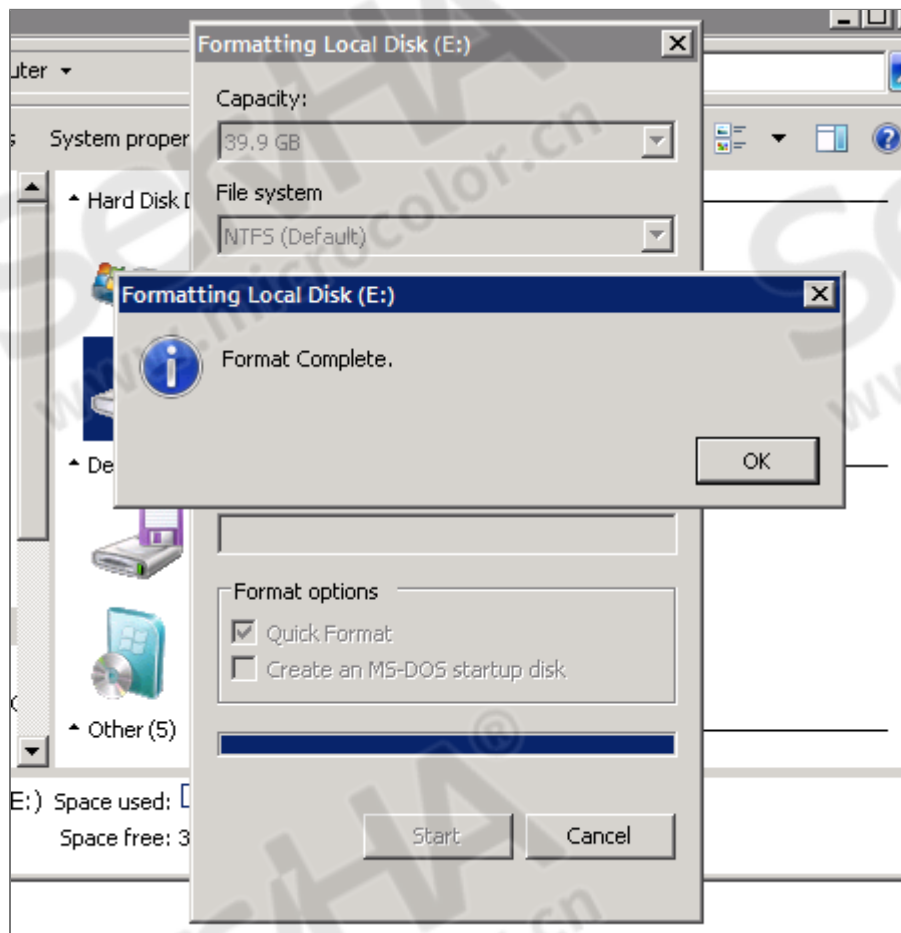 Formatting Local Disk (E:)
uter
Capacity:
System proper
39.9 GB
Hard Disk D
File system
NTFS (Default)
Formatting Local Disk (E:)
Format Complete.
OK
De
Format options
Quick Format
Create an MS-DOS startup disk
Other (5)
E:) Space used:
Space free: 3
Start
Cancel
SerHA
www.microcolor.cn